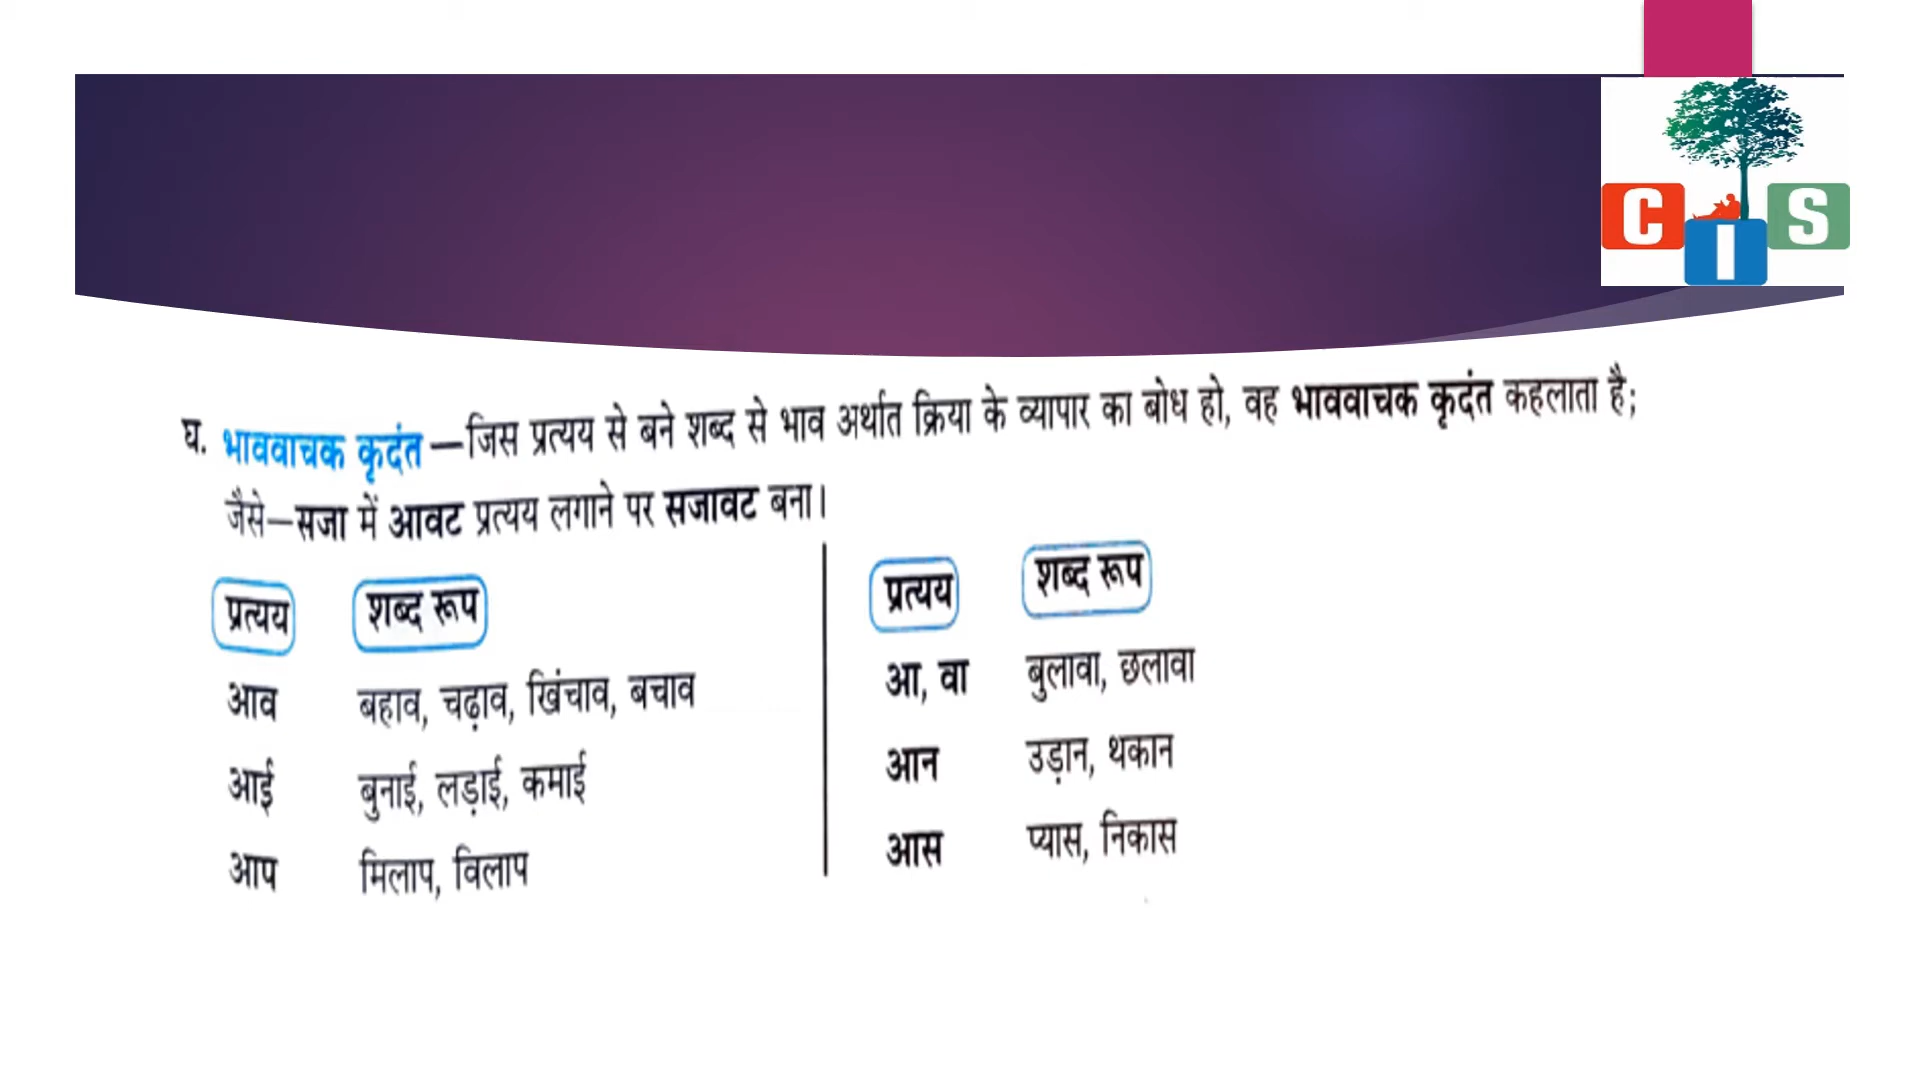 CIS
घ. भाववाचक कृदंत—जिस प्रत्यय से बने शब्द से भाव अर्थात क्रिया के व्यापार का बोध हो, वह भाववाचक कृदंत कहलाता है;
जैसे—सजा में आवट प्रत्यय लगाने पर सजावट बना।
प्रत्यय शब्द रूप
आव बहाव, चढ़ाव, खिंचाव, बचाव
आई बुनाई, लड़ाई, कमाई
आप मिलाप, विलाप
प्रत्यय शब्द रूप
आ, वा बुलावा, छलावा
आन उड़ान, थकान
आस प्यास, निकास